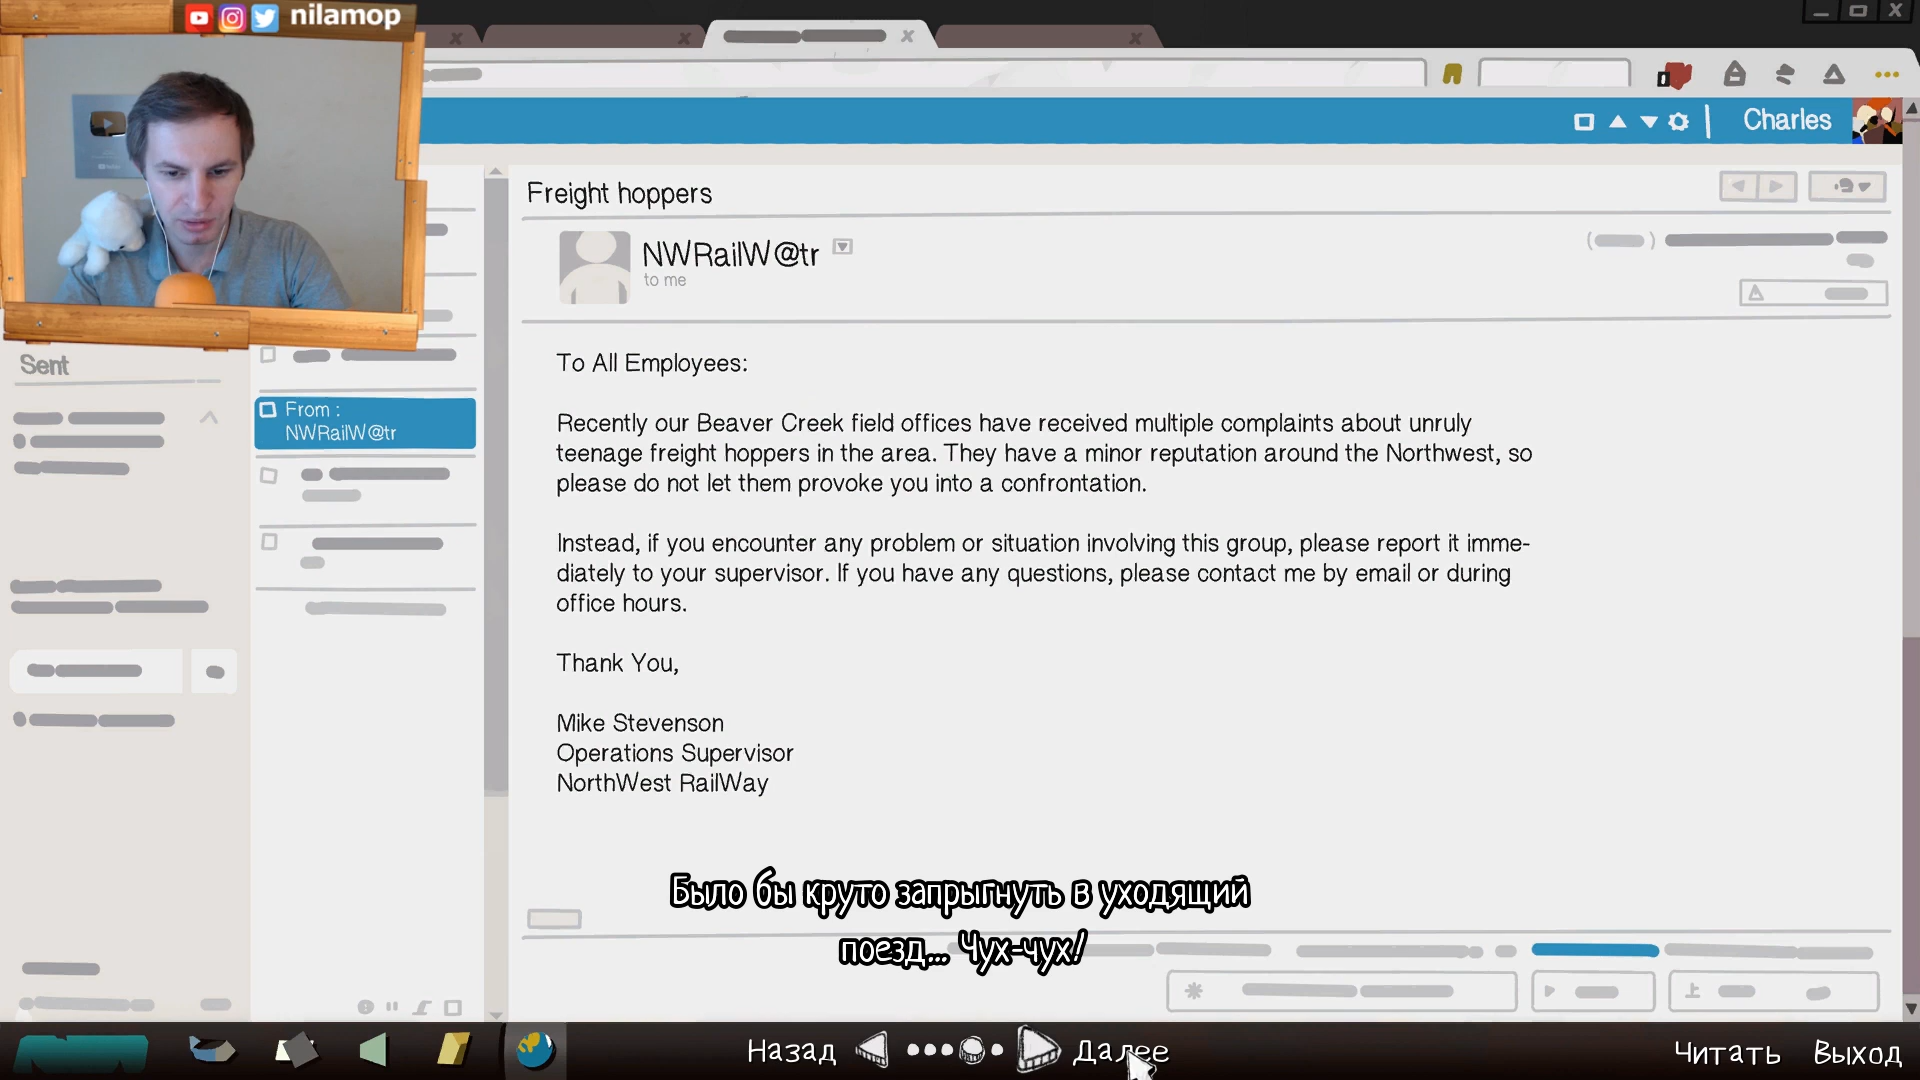 nilamop
Charles
Freight hoppers
NWRailW@tr
to me
Sent
From :
NWRailW@tr
To All Employees:
Recently our Beaver Creek field offices have received multiple complaints about unruly
teenage freight hoppers in the area. They have a minor reputation around the Northwest, so
please do not let them provoke you into a confrontation.
Instead, if you encounter any problem or situation involving this group, please report it imme-
diately to your supervisor. If you have any questions, please contact me by email or during
office hours.
Thank You,
Mike Stevenson
Operations Supervisor
NorthWest RailWay
Было бы круто запрыгнуть в уходящий
поезд... Чух-чух!
Назад
Далее
Читать
Выход